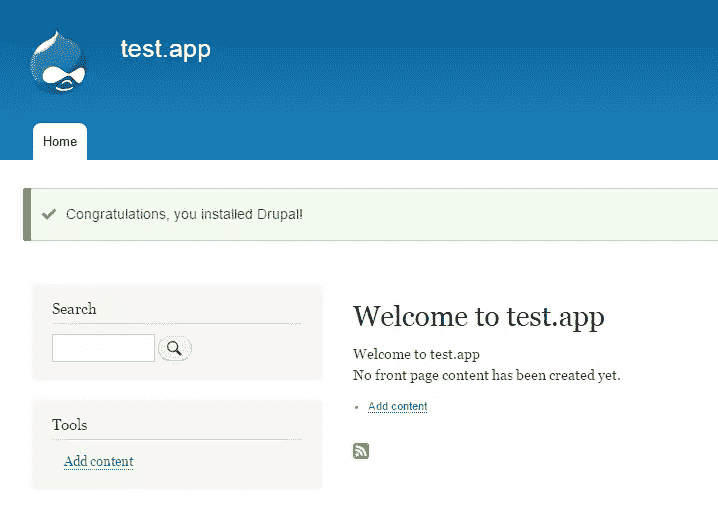 test.app
Home
Congratulations, you installed Drupal!
Search
Tools
Add content
Welcome to test.app
Welcome to test.app
No front page content has been created yet.
Add content